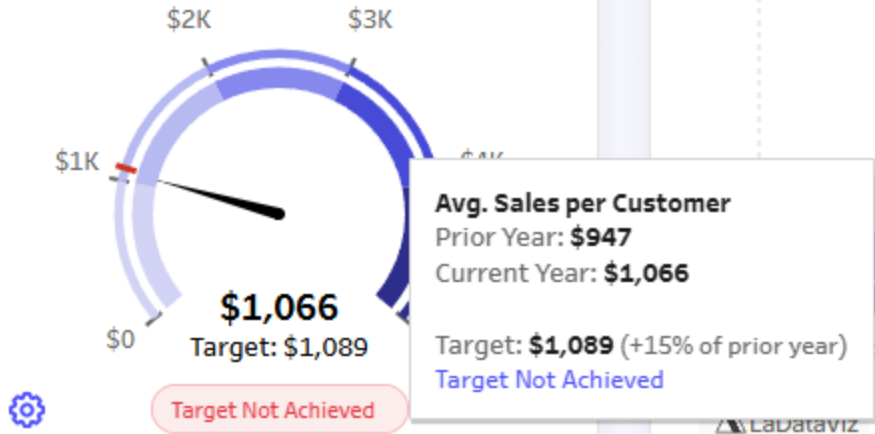 $2K
$3K
$1K
$4K
$0
$1,066
Target: $1,089
Target Not Achieved
Avg. Sales per Customer
Prior Year: $947
Current Year: $1,066
Target: $1,089 (+15% of prior year)
Target Not Achieved
LaDataViz